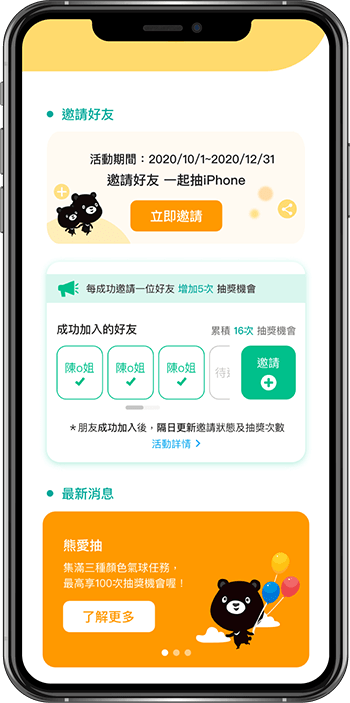 邀請好友
活動期間：2020/10/1~2020/12/31
邀請好友 一起抽iPhone
立即邀請
每成功邀請一位好友 增加5次 抽獎機會
成功加入的好友 累積 16次 抽獎機會
陳o姐 陳o姐 陳o姐 待 邀請
＊朋友成功加入後，隔日更新邀請狀態及抽獎次數
活動詳情
最新消息
熊愛抽
集滿三種顏色氣球任務，
最高享100次抽獎機會喔！
了解更多